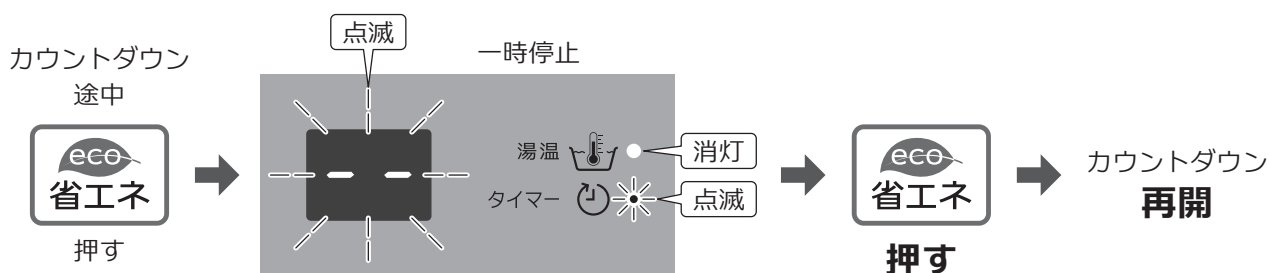 カウントダウン
途中
eco
省エネ
押す
点滅
一時停止
- -
湯温
消灯
タイマー
点滅
eco
省エネ
押す
カウントダウン
再開